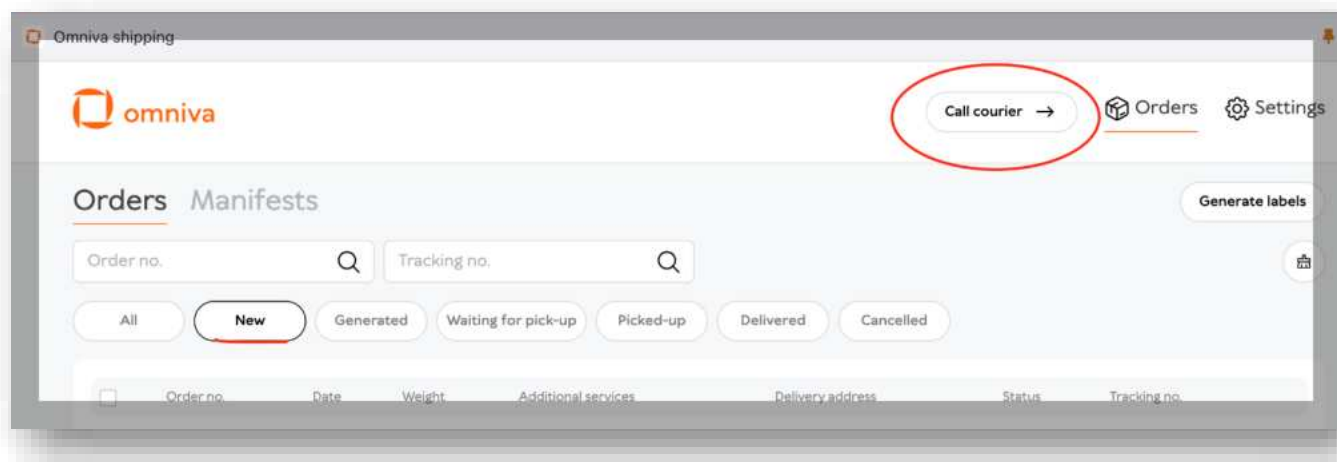 Omniva shipping
omniva
Call courier →
Orders
Settings
Orders Manifests
Generate labels
Order no.
Tracking no.
All New Generated Waiting for pick-up Picked-up Delivered Cancelled
Order no. Date Weight Additional services Delivery address Status Tracking no.